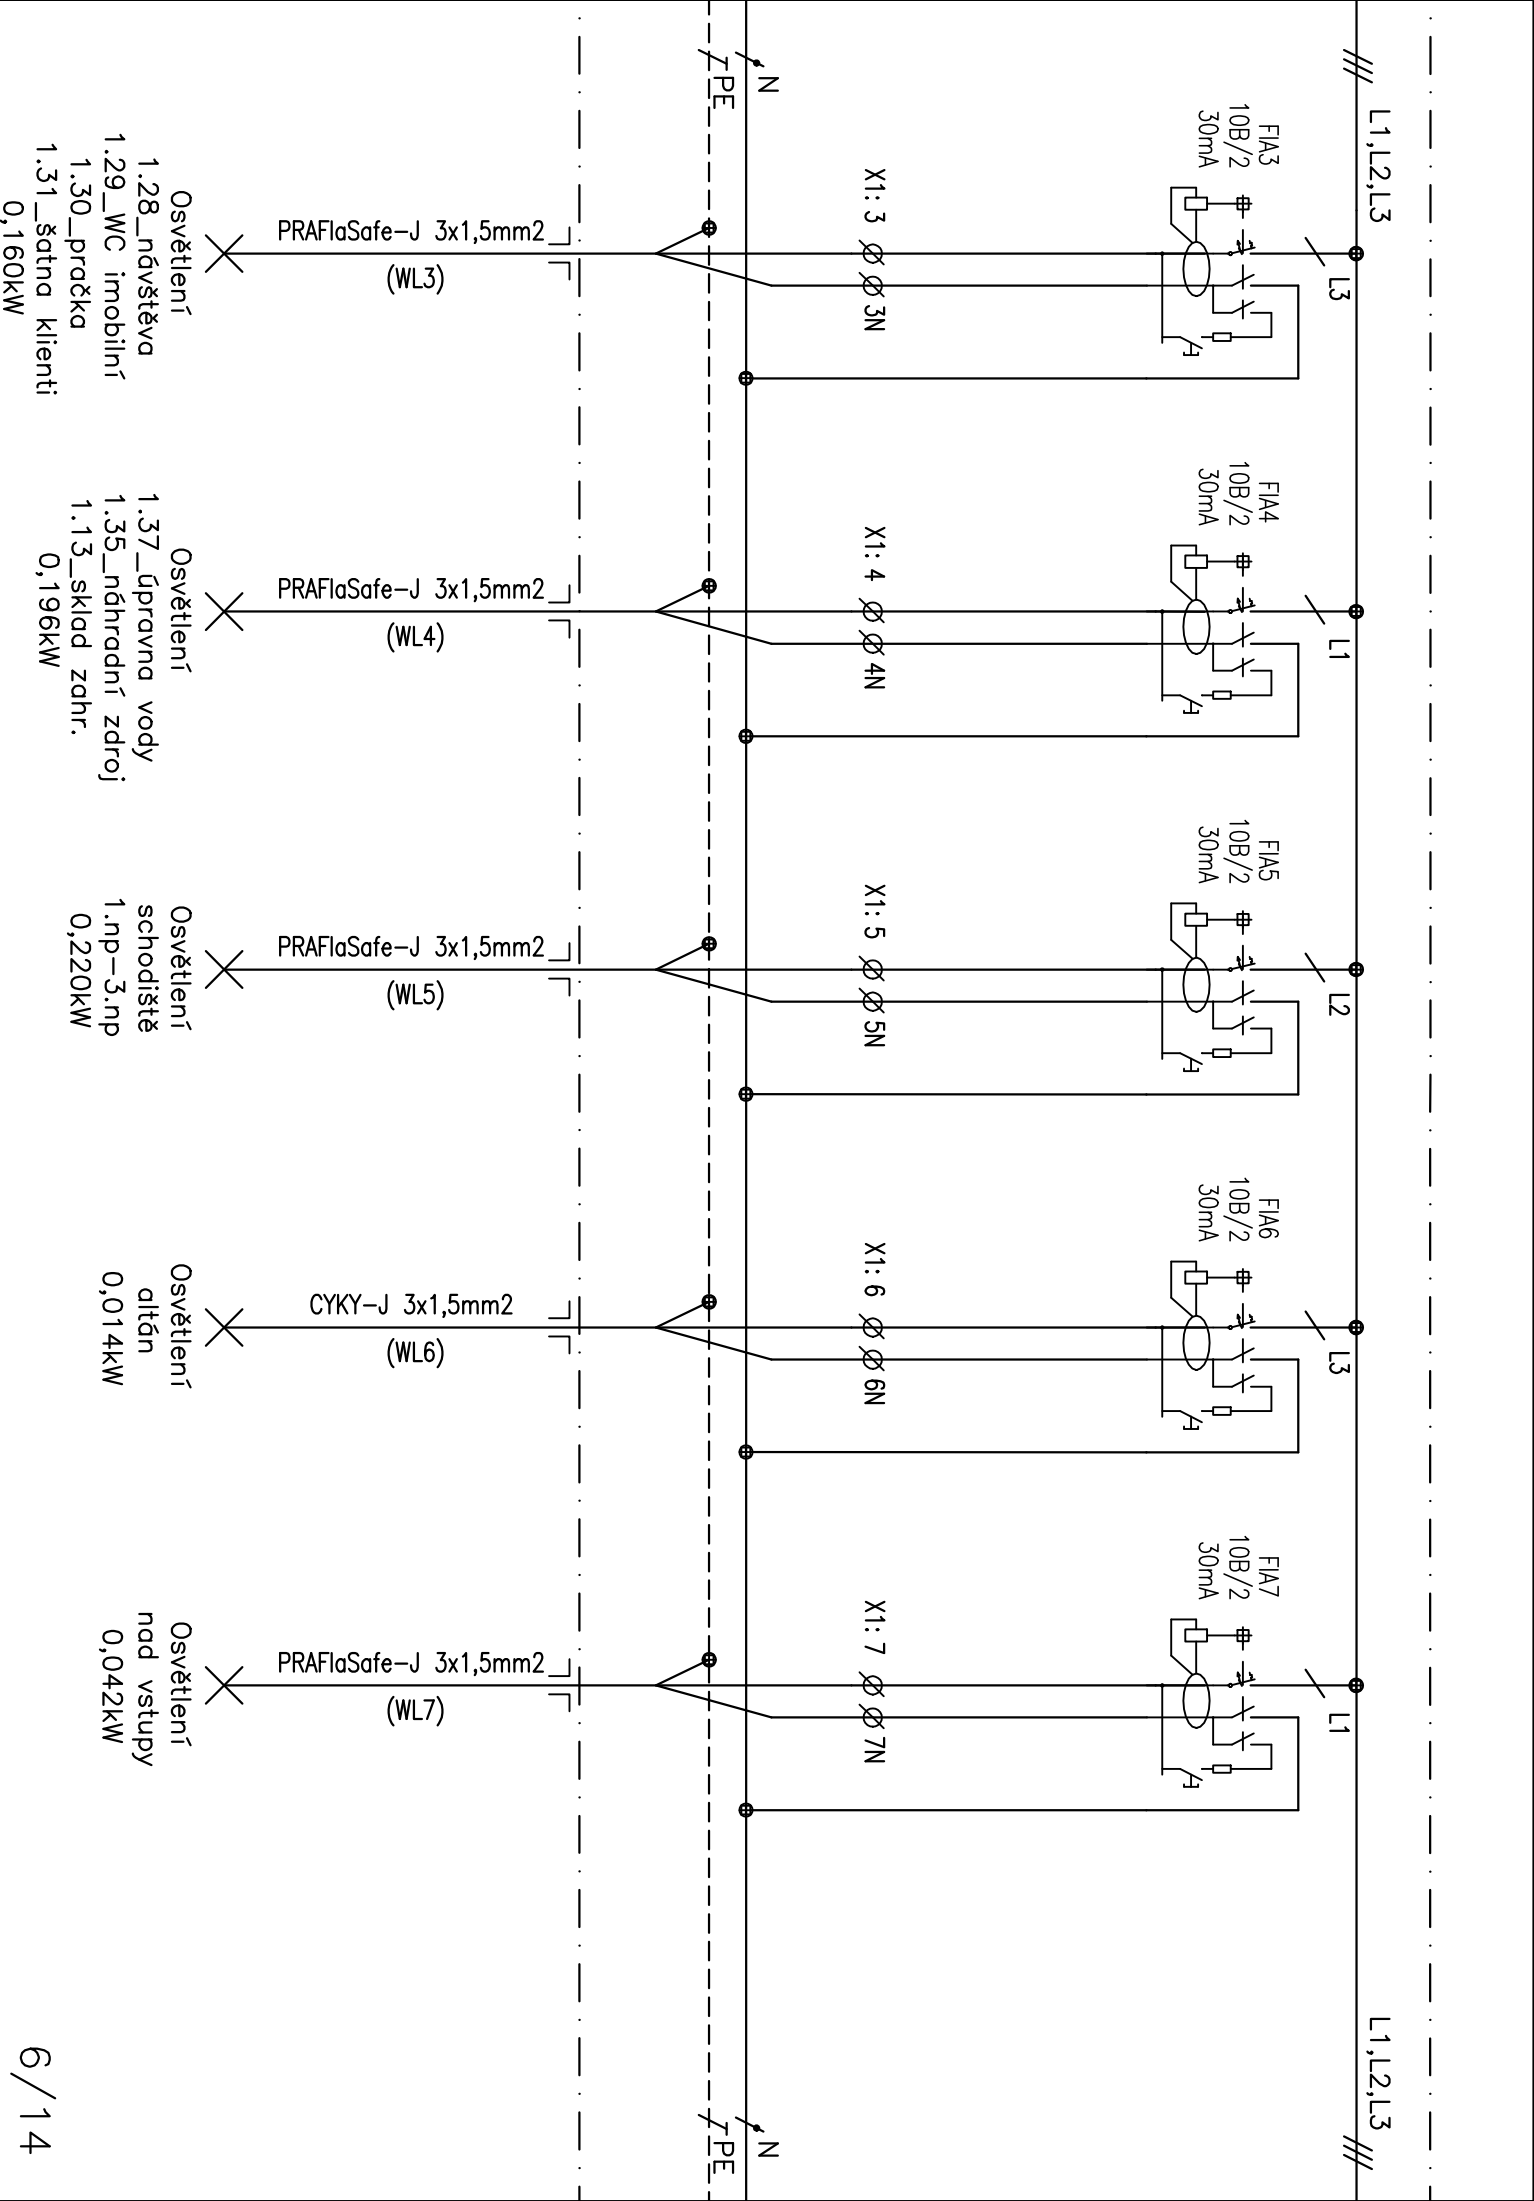 L1,L2,L3
L1,L2,L3
FIA3
10B/2
30mA
L3
FIA4
10B/2
30mA
L1
FIA5
10B/2
30mA
L2
FIA6
10B/2
30mA
L3
FIA7
10B/2
30mA
L1
X1: 3
3N
X1: 4
4N
X1: 5
5N
X1: 6
6N
X1: 7
7N
N
PE
N
PE
PRAFlaSafe-J 3x1,5mm2
(WL3)
PRAFlaSafe-J 3x1,5mm2
(WL4)
PRAFlaSafe-J 3x1,5mm2
(WL5)
CYKY-J 3x1,5mm2
(WL6)
PRAFlaSafe-J 3x1,5mm2
(WL7)
Osvětlení
1.28_návštěva
1.29_WC imobilní
1.30_pračka
1.31_šatna klienti
0,160kW
Osvětlení
1.37_úpravna vody
1.35_náhradní zdroj
1.13_sklad zahr.
0,196kW
Osvětlení
schodiště
1.np-3.np
0,220kW
Osvětlení
altán
0,014kW
Osvětlení
nad vstupy
0,042kW
6/14